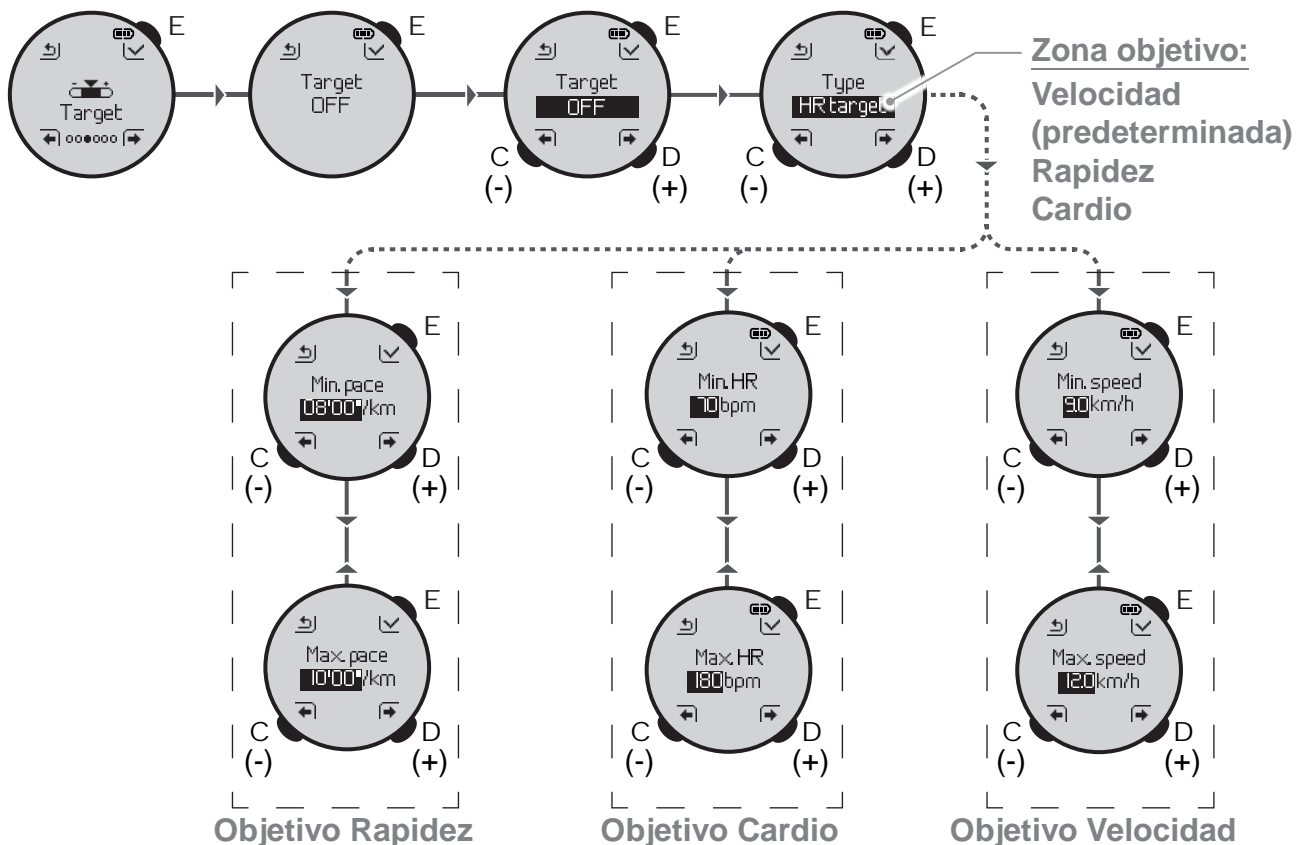 E
Target
E
Target
OFF
E
Target
OFF
C
(-)
D
(+)
E
Type
HR target
C
(-)
D
(+)
Zona objetivo:
Velocidad
(predeterminada)
Rapidez
Cardio
E
Min. pace
08'00"/km
C
(-)
D
(+)
E
Min. HR
70bpm
C
(-)
D
(+)
E
Min. speed
9.0km/h
C
(-)
D
(+)
E
Max. pace
10'00"/km
C
(-)
D
(+)
E
Max. HR
180bpm
C
(-)
D
(+)
E
Max. speed
12.0km/h
C
(-)
D
(+)
Objetivo Rapidez
Objetivo Cardio
Objetivo Velocidad